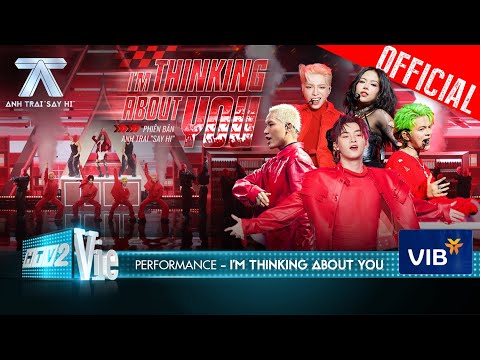 ANH TRAI "SAY HI"
I'M THINKING
ABOUT YOU
PHIÊN BẢN
ANH TRAI "SAY HI"
OFFICIAL
HTV2
Vie
PERFORMANCE – I'M THINKING ABOUT YOU
VIB